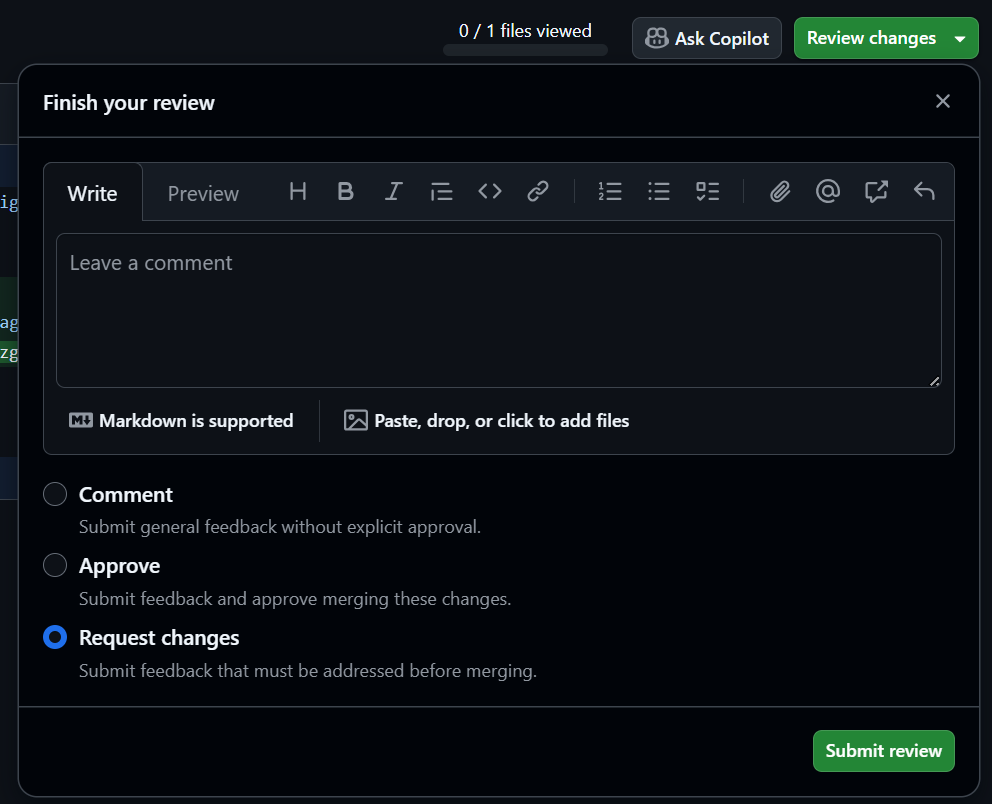 0 / 1 files viewed
Ask Copilot
Review changes
Finish your review
Write
Preview
Leave a comment
Markdown is supported
Paste, drop, or click to add files
Comment
Submit general feedback without explicit approval.
Approve
Submit feedback and approve merging these changes.
Request changes
Submit feedback that must be addressed before merging.
Submit review
ig
ag
zg